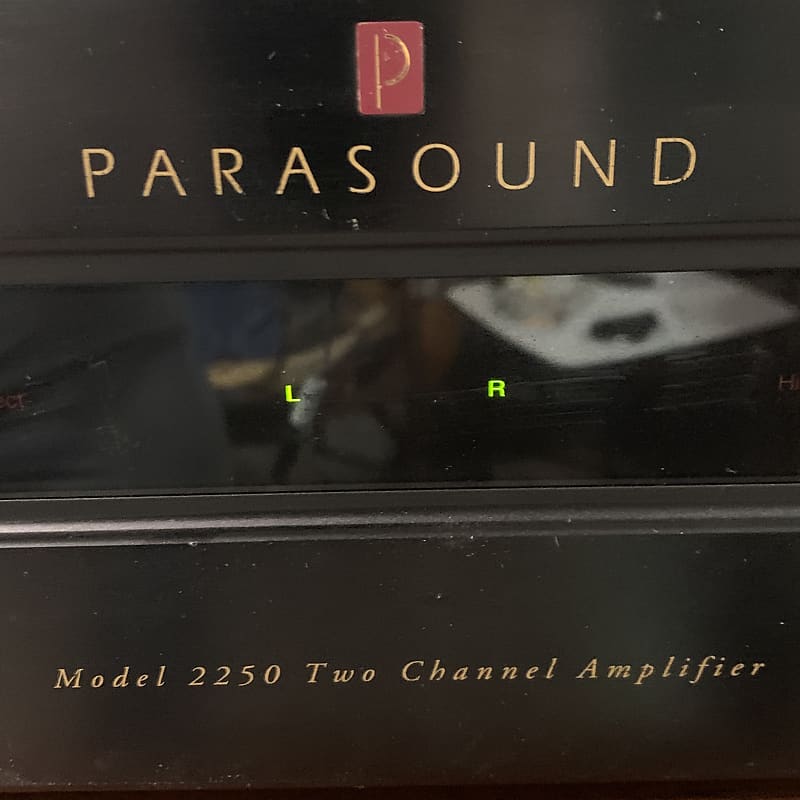 P
PARASOUND
L R
Model 2250 Two Channel Amplifier